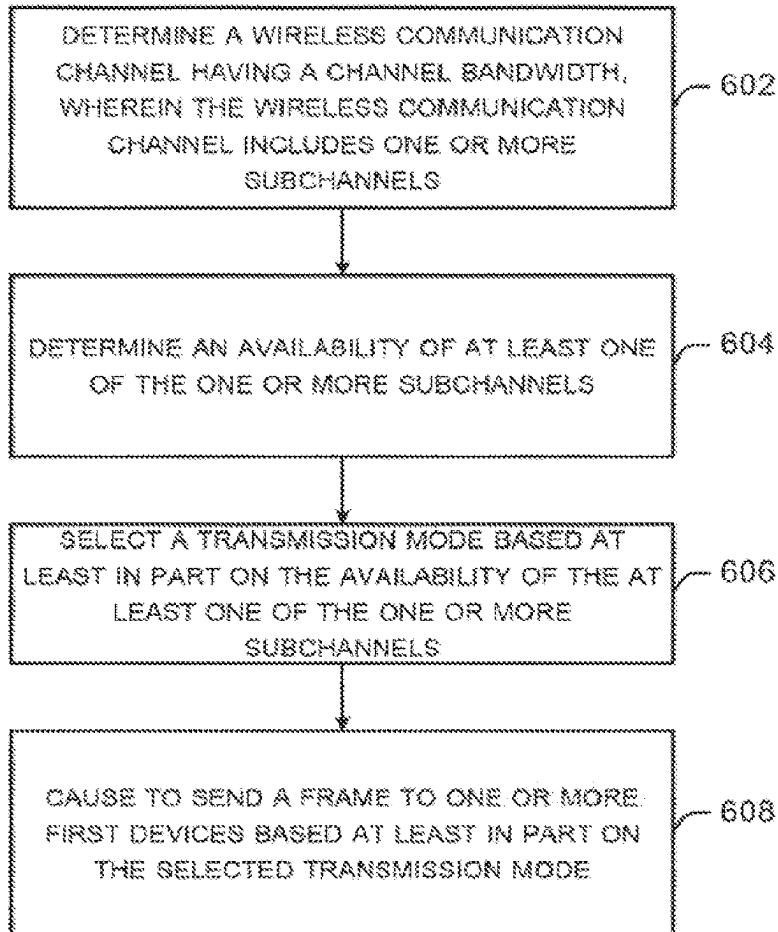 DETERMINE A WIRELESS COMMUNICATION
CHANNEL HAVING A CHANNEL BANDWIDTH,
WHEREIN THE WIRELESS COMMUNICATION
CHANNEL INCLUDES ONE OR MORE
SUBCHANNELS
602
DETERMINE AN AVAILABILITY OF AT LEAST ONE
OF THE ONE OR MORE SUBCHANNELS
604
SELECT A TRANSMISSION MODE BASED AT
LEAST IN PART ON THE AVAILABILITY OF THE AT
LEAST ONE OF THE ONE OR MORE
SUBCHANNELS
606
CAUSE TO SEND A FRAME TO ONE OR MORE
FIRST DEVICES BASED AT LEAST IN PART ON
THE SELECTED TRANSMISSION MODE
608